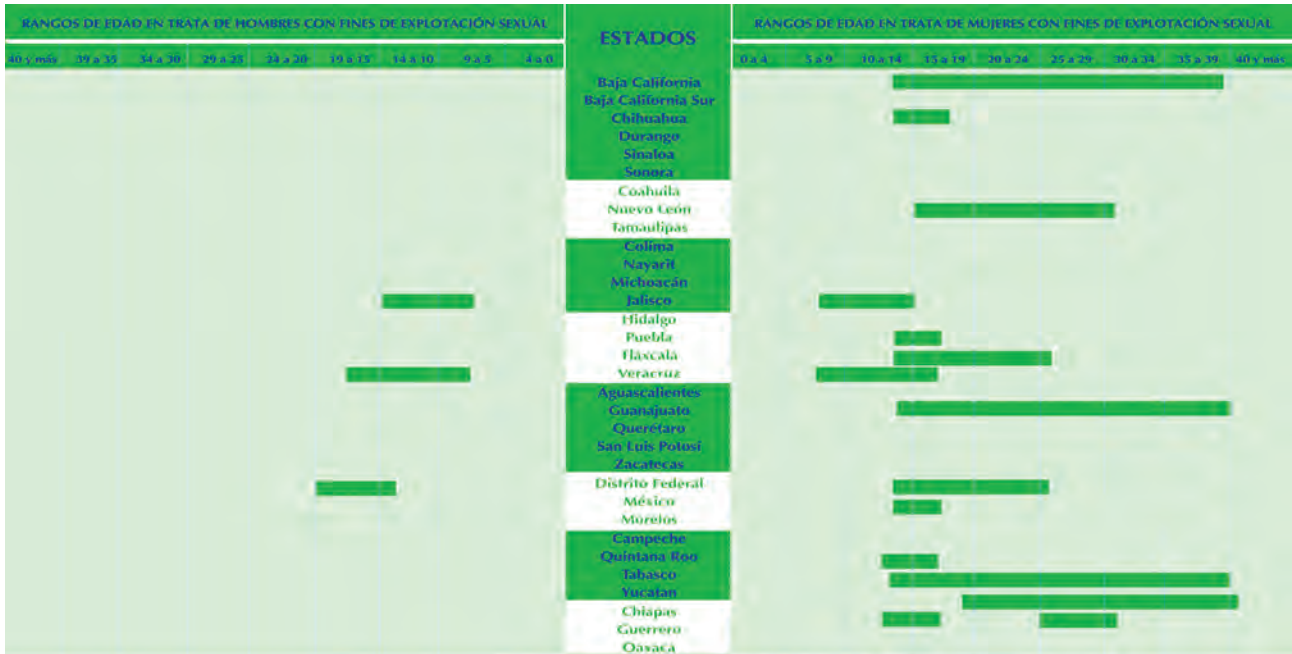 RANGOS DE EDAD EN TRATA DE HOMBRES CON FINES DE EXPLOTACIÓN SEXUAL
40 y más 39 a 35 34 a 30 29 a 25 24 a 20 19 a 15 14 a 10 9 a 5 4 a 0
ESTADOS
RANGOS DE EDAD EN TRATA DE MUJERES CON FINES DE EXPLOTACIÓN SEXUAL
0 a 4 5 a 9 10 a 14 15 a 19 20 a 24 25 a 29 30 a 34 35 a 39 40 y mas
Baja California
Baja California Sur
Chihuahua
Durango
Sinaloa
Sonora
Coahuila
Nuevo León
Tamaulipas
Colima
Nayarit
Michoacán
Jalisco
Hidalgo
Puebla
Tlaxcala
Veracruz
Aguascalientes
Guanajuato
Querétaro
San Luis Potosí
Zacatecas
Distrito Federal
México
Morelos
Campeche
Quintana Roo
Tabasco
Yucatan
Chiapas
Guerrero
Oaxaca